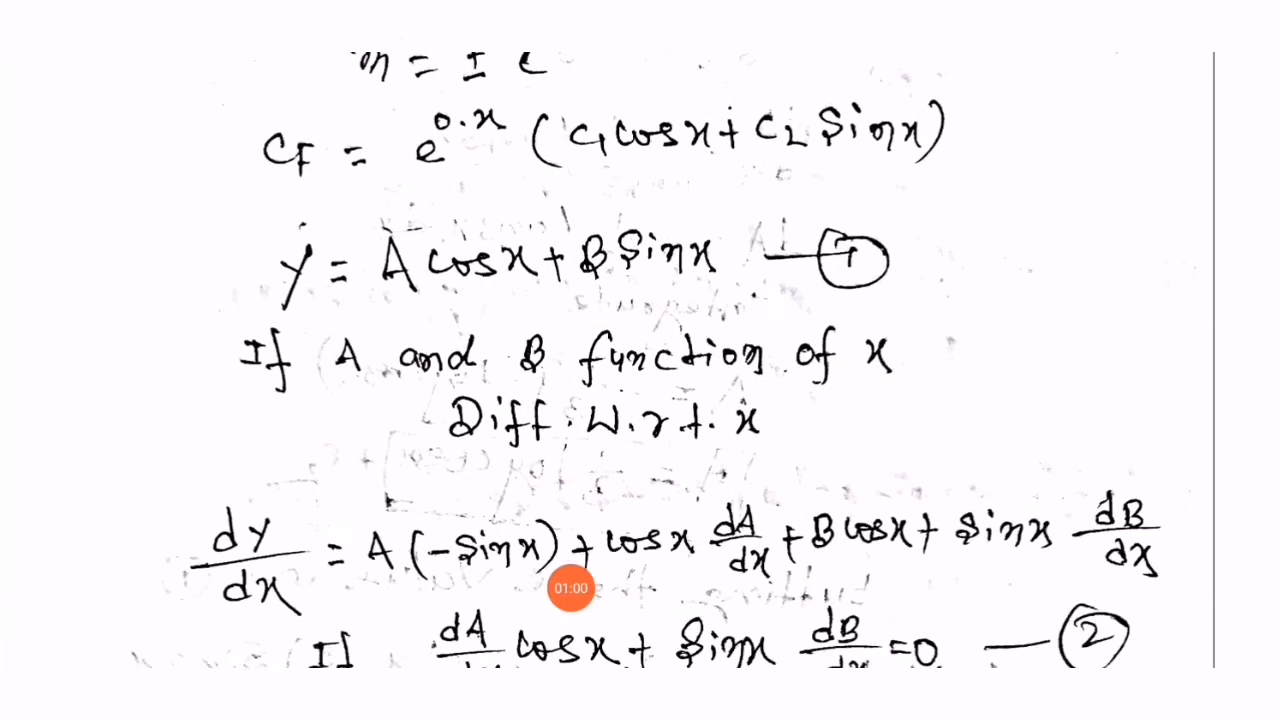 m = ± i
CF = e^{0·x} (C₁ cos x + C₂ Sin x)
y = A cos x + B Sin x — ①
If A and B function of x
Diff. w.r.t. x
dy/dx = A (-Sin x) + cos x dA/dx + B cos x + Sin x dB/dx
01:00
If dA/dx cos x + Sin x dB/dx = 0 — ②